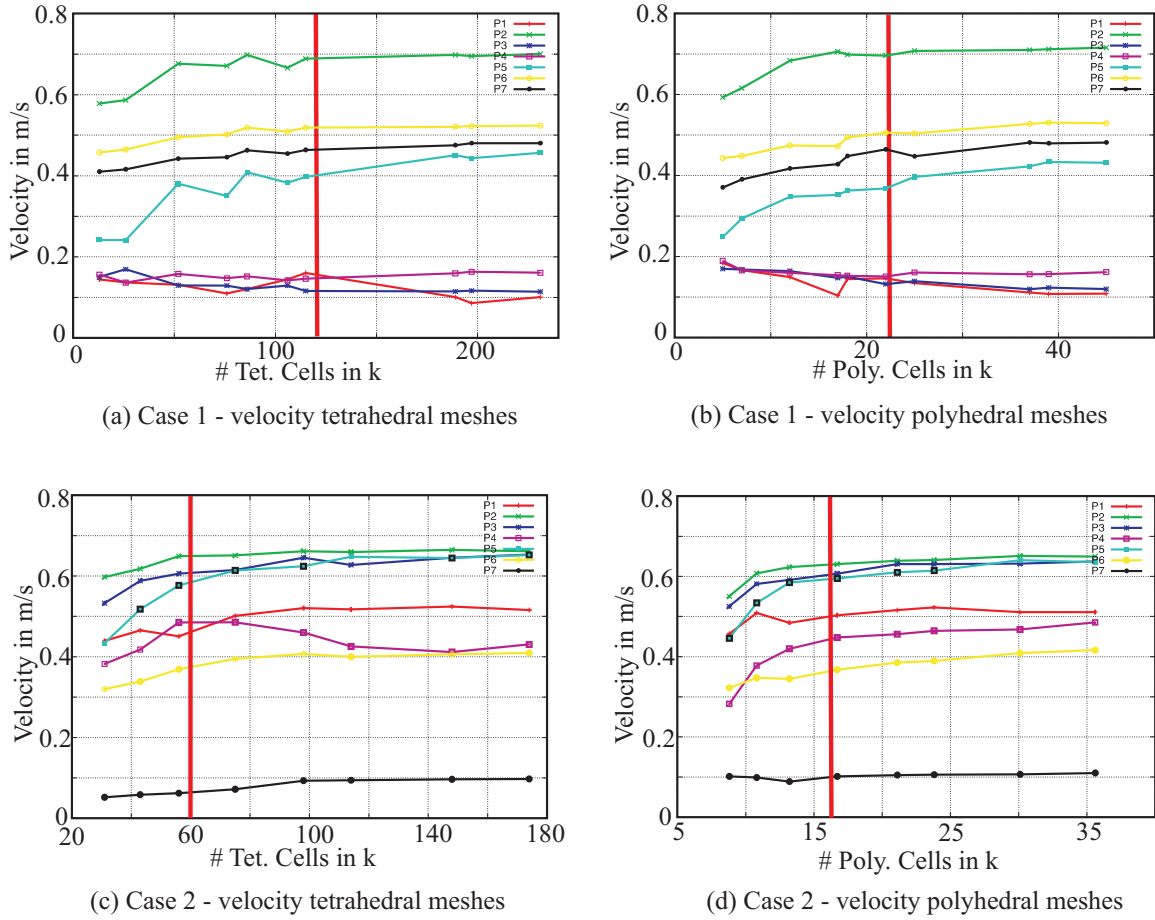 0.8
0.6
0.4
0.2
0
Velocity in m/s
P1
P2
P3
P4
P5
P6
P7
0 100 200
# Tet. Cells in k
(a) Case 1 - velocity tetrahedral meshes
0.8
0.6
0.4
0.2
0
Velocity in m/s
P1
P2
P3
P4
P5
P6
P7
0 20 40
# Poly. Cells in k
(b) Case 1 - velocity polyhedral meshes
0.8
0.6
0.4
0.2
0
Velocity in m/s
P1
P2
P3
P4
P5
P6
P7
20 60 100 140 180
# Tet. Cells in k
(c) Case 2 - velocity tetrahedral meshes
0.8
0.6
0.4
0.2
0
Velocity in m/s
P1
P2
P3
P4
P5
P6
P7
5 15 25 35
# Poly. Cells in k
(d) Case 2 - velocity polyhedral meshes